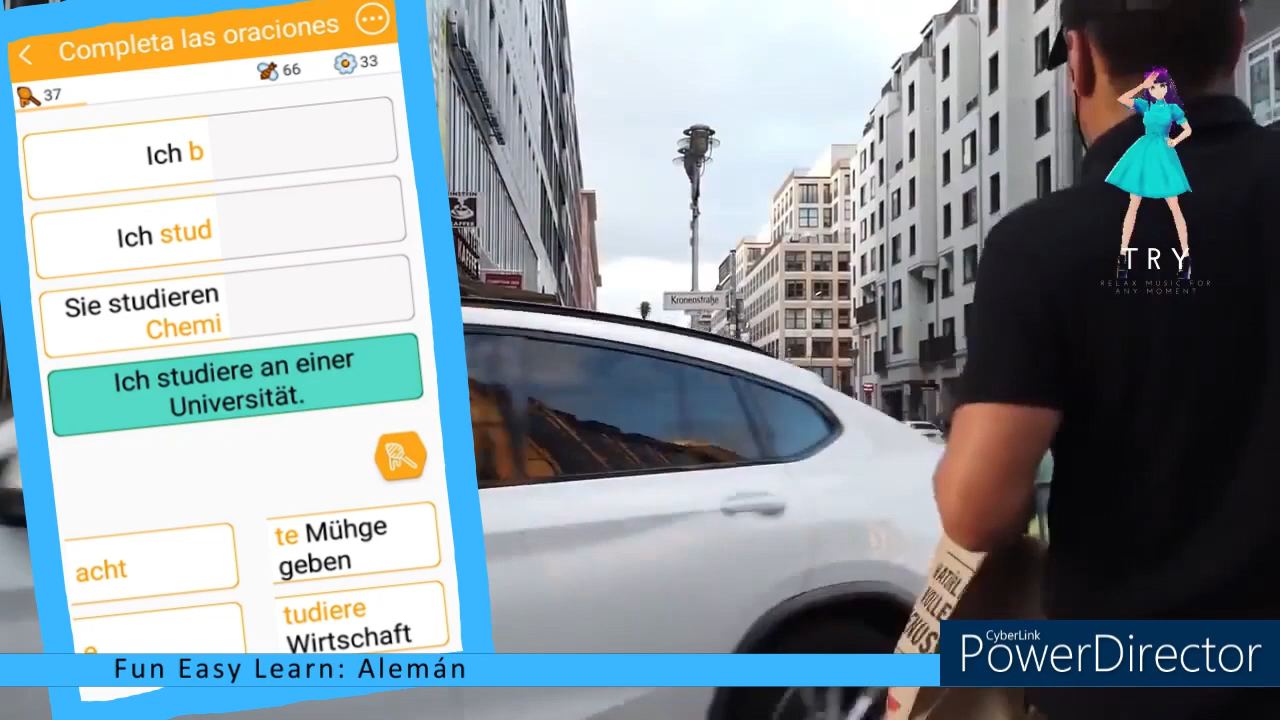 Completa las oraciones
66
33
37
Ich b
Ich stud
Sie studieren
Chemi
Ich studiere an einer
Universität.
acht
te Mühge
geben
e
tudiere
Wirtschaft
Kronenstraße
TRY
RELAX MUSIC FOR
ANY MOMENT
Fun Easy Learn: Alemán
CyberLink
PowerDirector